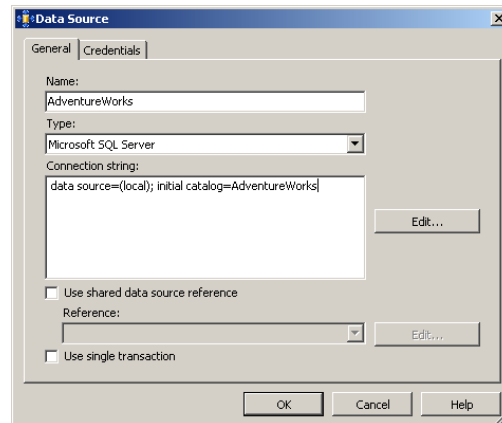 Data Source
General Credentials
Name:
AdventureWorks
Type:
Microsoft SQL Server
Connection string:
data source=(local); initial catalog=AdventureWorks
Edit...
Use shared data source reference
Reference:
Edit...
Use single transaction
OK Cancel Help